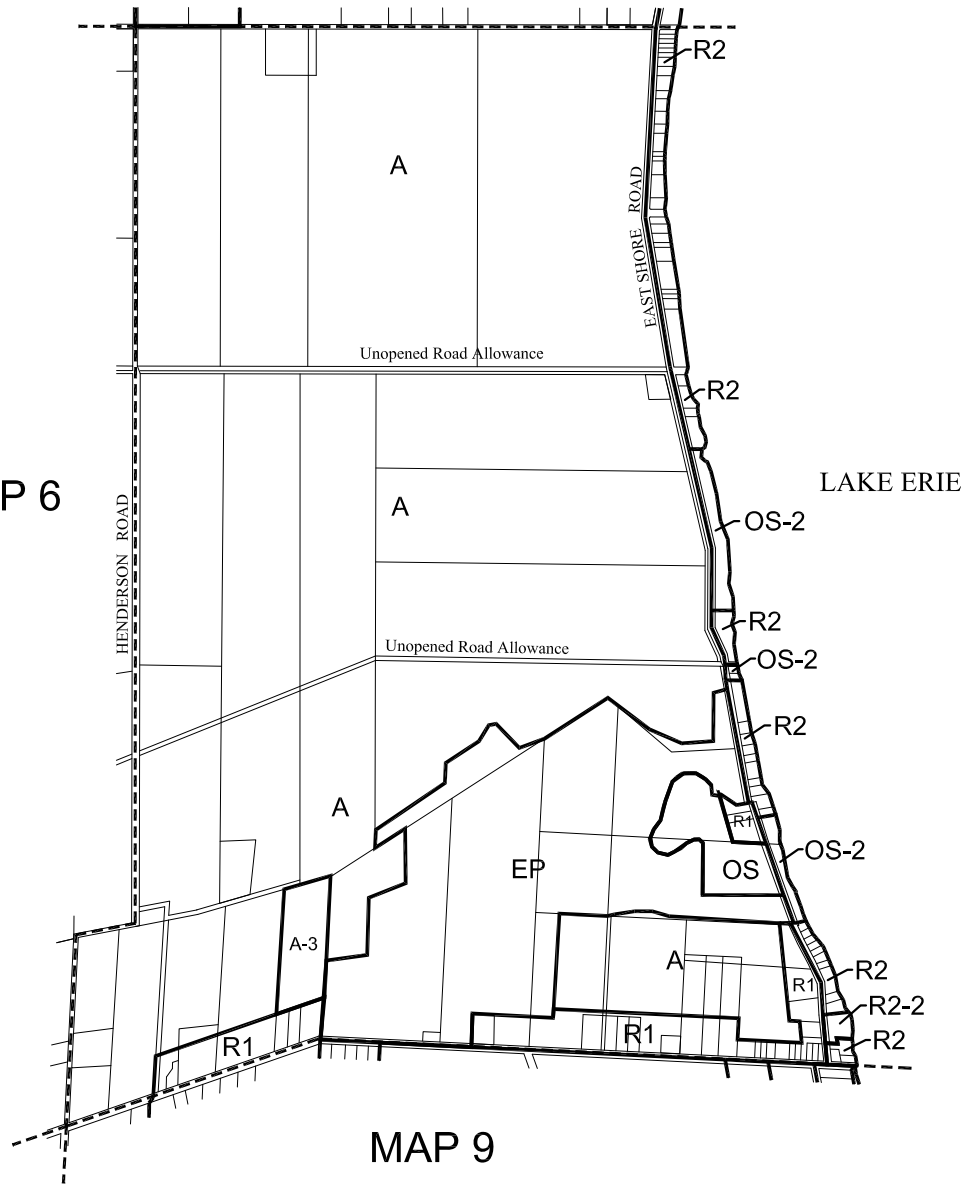 R2
A
EAST SHORE ROAD
Unopened Road Allowance
R2
P 6
LAKE ERIE
A
OS-2
HENDERSON ROAD
R2
Unopened Road Allowance
OS-2
R2
A
R1
OS-2
EP
OS
A-3
A
R2
R1
R2-2
R1
R1
R2
MAP 9